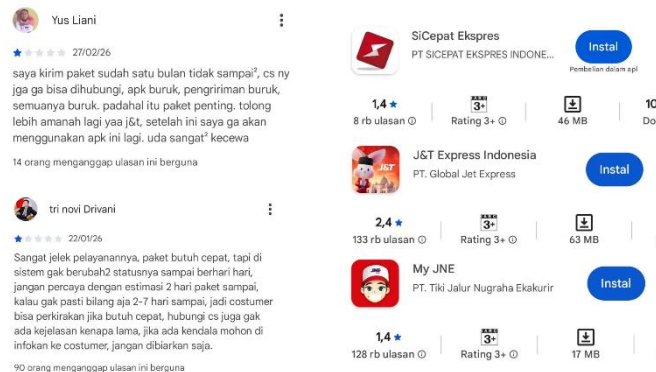 Yus Liani
27/02/26
saya kirim paket sudah satu bulan tidak sampai², cs ny
jga ga bisa dihubungi, apk buruk, pengririman buruk,
semuanya buruk. padahal itu paket penting. tolong
lebih amanah lagi yaa j&t, setelah ini saya ga akan
menggunakan apk ini lagi. uda sangat² kecewa
14 orang menganggap ulasan ini berguna
tri novi Drivani
22/01/26
Sangat jelek pelayanannya, paket butuh cepat, tapi di
sistem gak berubah2 statusnya sampai berhari hari,
jangan percaya dengan estimasi 2 hari paket sampai,
kalau gak pasti bilang aja 2-7 hari sampai, jadi costumer
bisa perkirakan jika butuh cepat, hubungi cs juga gak
ada kejelasan kenapa lama, jika ada kendala mohon di
infokan ke costumer, jangan dibiarkan saja.
90 orang menganggap ulasan ini berguna
SiCepat Ekspres
PT SICEPAT EKSPRES INDONE...
Instal
Pembelian dalam apl
1,4 ★
3+
10
8 rb ulasan
Rating 3+
46 MB
Do
J&T
J&T Express Indonesia
PT. Global Jet Express
Instal
2,4 ★
3+
133 rb ulasan
Rating 3+
63 MB
JNE
My JNE
PT. Tiki Jalur Nugraha Ekakurir
Instal
1,4 ★
3+
128 rb ulasan
Rating 3+
17 MB